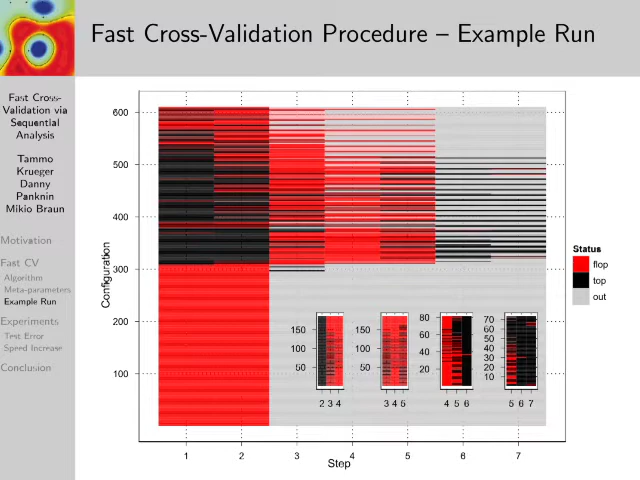 Fast Cross-Validation Procedure – Example Run
Fast Cross-
Validation via
Sequential
Analysis
Tammo
Krueger
Danny
Panknin
Mikio Braun
Motivation
Fast CV
Algorithm
Meta-parameters
Example Run
Experiments
Test Error
Speed Increase
Conclusion
Configuration
600
500
400
300
200
100
1 2 3 4 5 6 7
Step
150
100
50
2 3 4
150
100
50
3 4 5
80
60
40
20
4 5 6
70
60
50
40
30
20
10
5 6 7
Status
flop
top
out